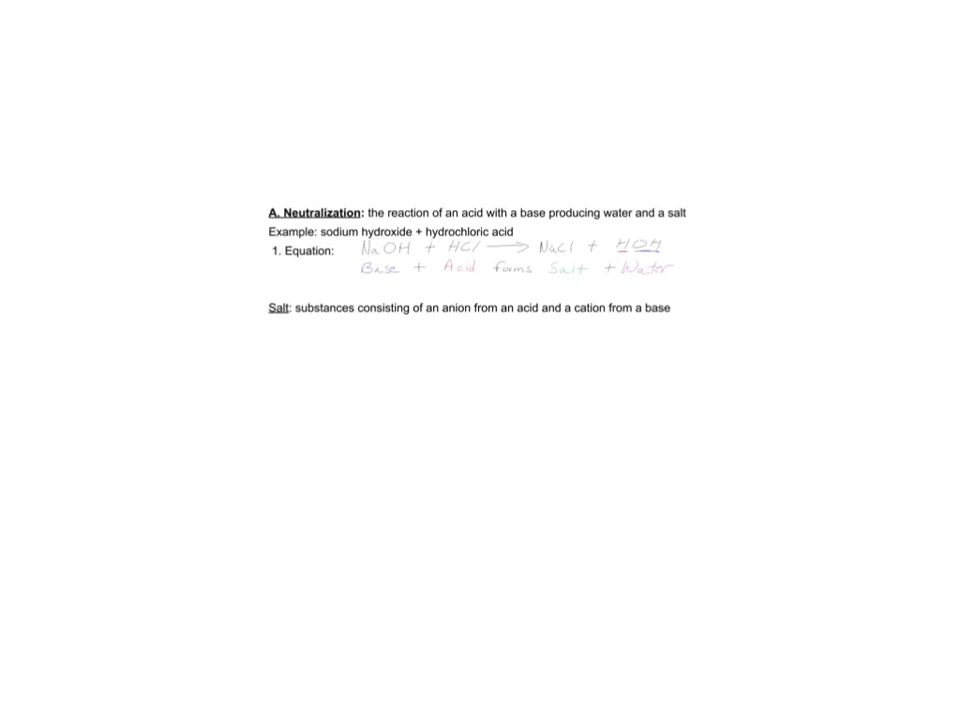 A. Neutralization: the reaction of an acid with a base producing water and a salt
Example: sodium hydroxide + hydrochloric acid
1. Equation: NaOH + HCl ⟶ NaCl + HOH
Base + Acid forms Salt + Water
Salt: substances consisting of an anion from an acid and a cation from a base